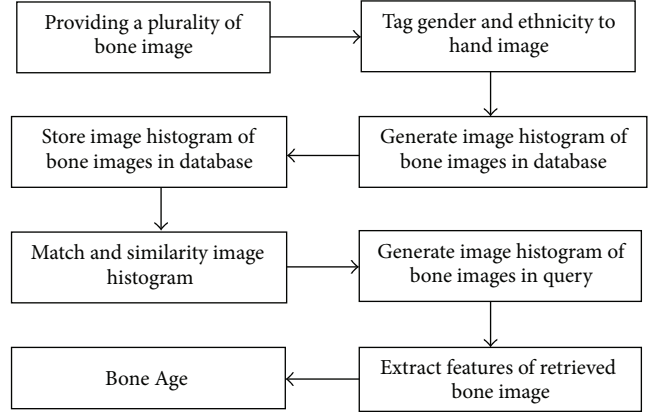 Providing a plurality of
bone image
Tag gender and ethnicity to
hand image
Store image histogram of
bone images in database
Generate image histogram of
bone images in database
Match and similarity image
histogram
Generate image histogram of
bone images in query
Bone Age
Extract features of retrieved
bone image